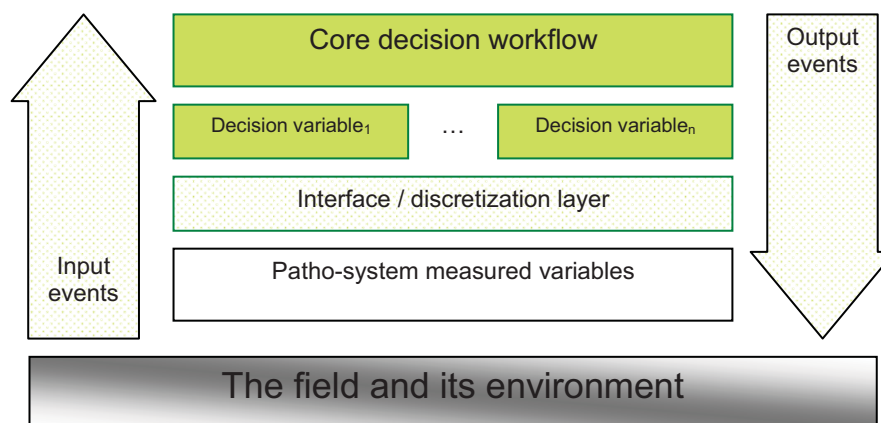 Core decision workflow
Output
events
Decision variable₁
...
Decision variableₙ
Interface / discretization layer
Input
events
Patho-system measured variables
The field and its environment